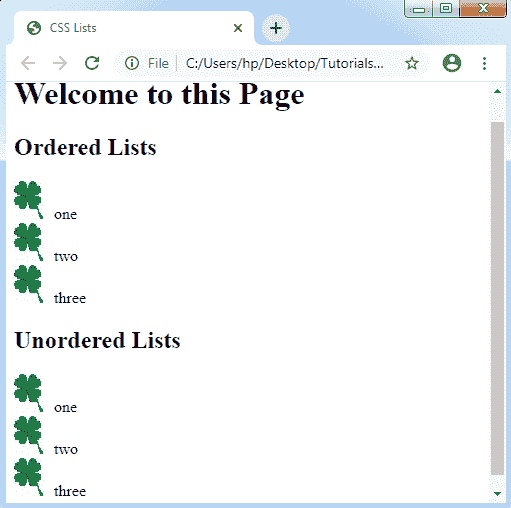 CSS Lists
File
C:/Users/hp/Desktop/Tutorials...
Welcome to this Page
Ordered Lists
one
two
three
Unordered Lists
one
two
three